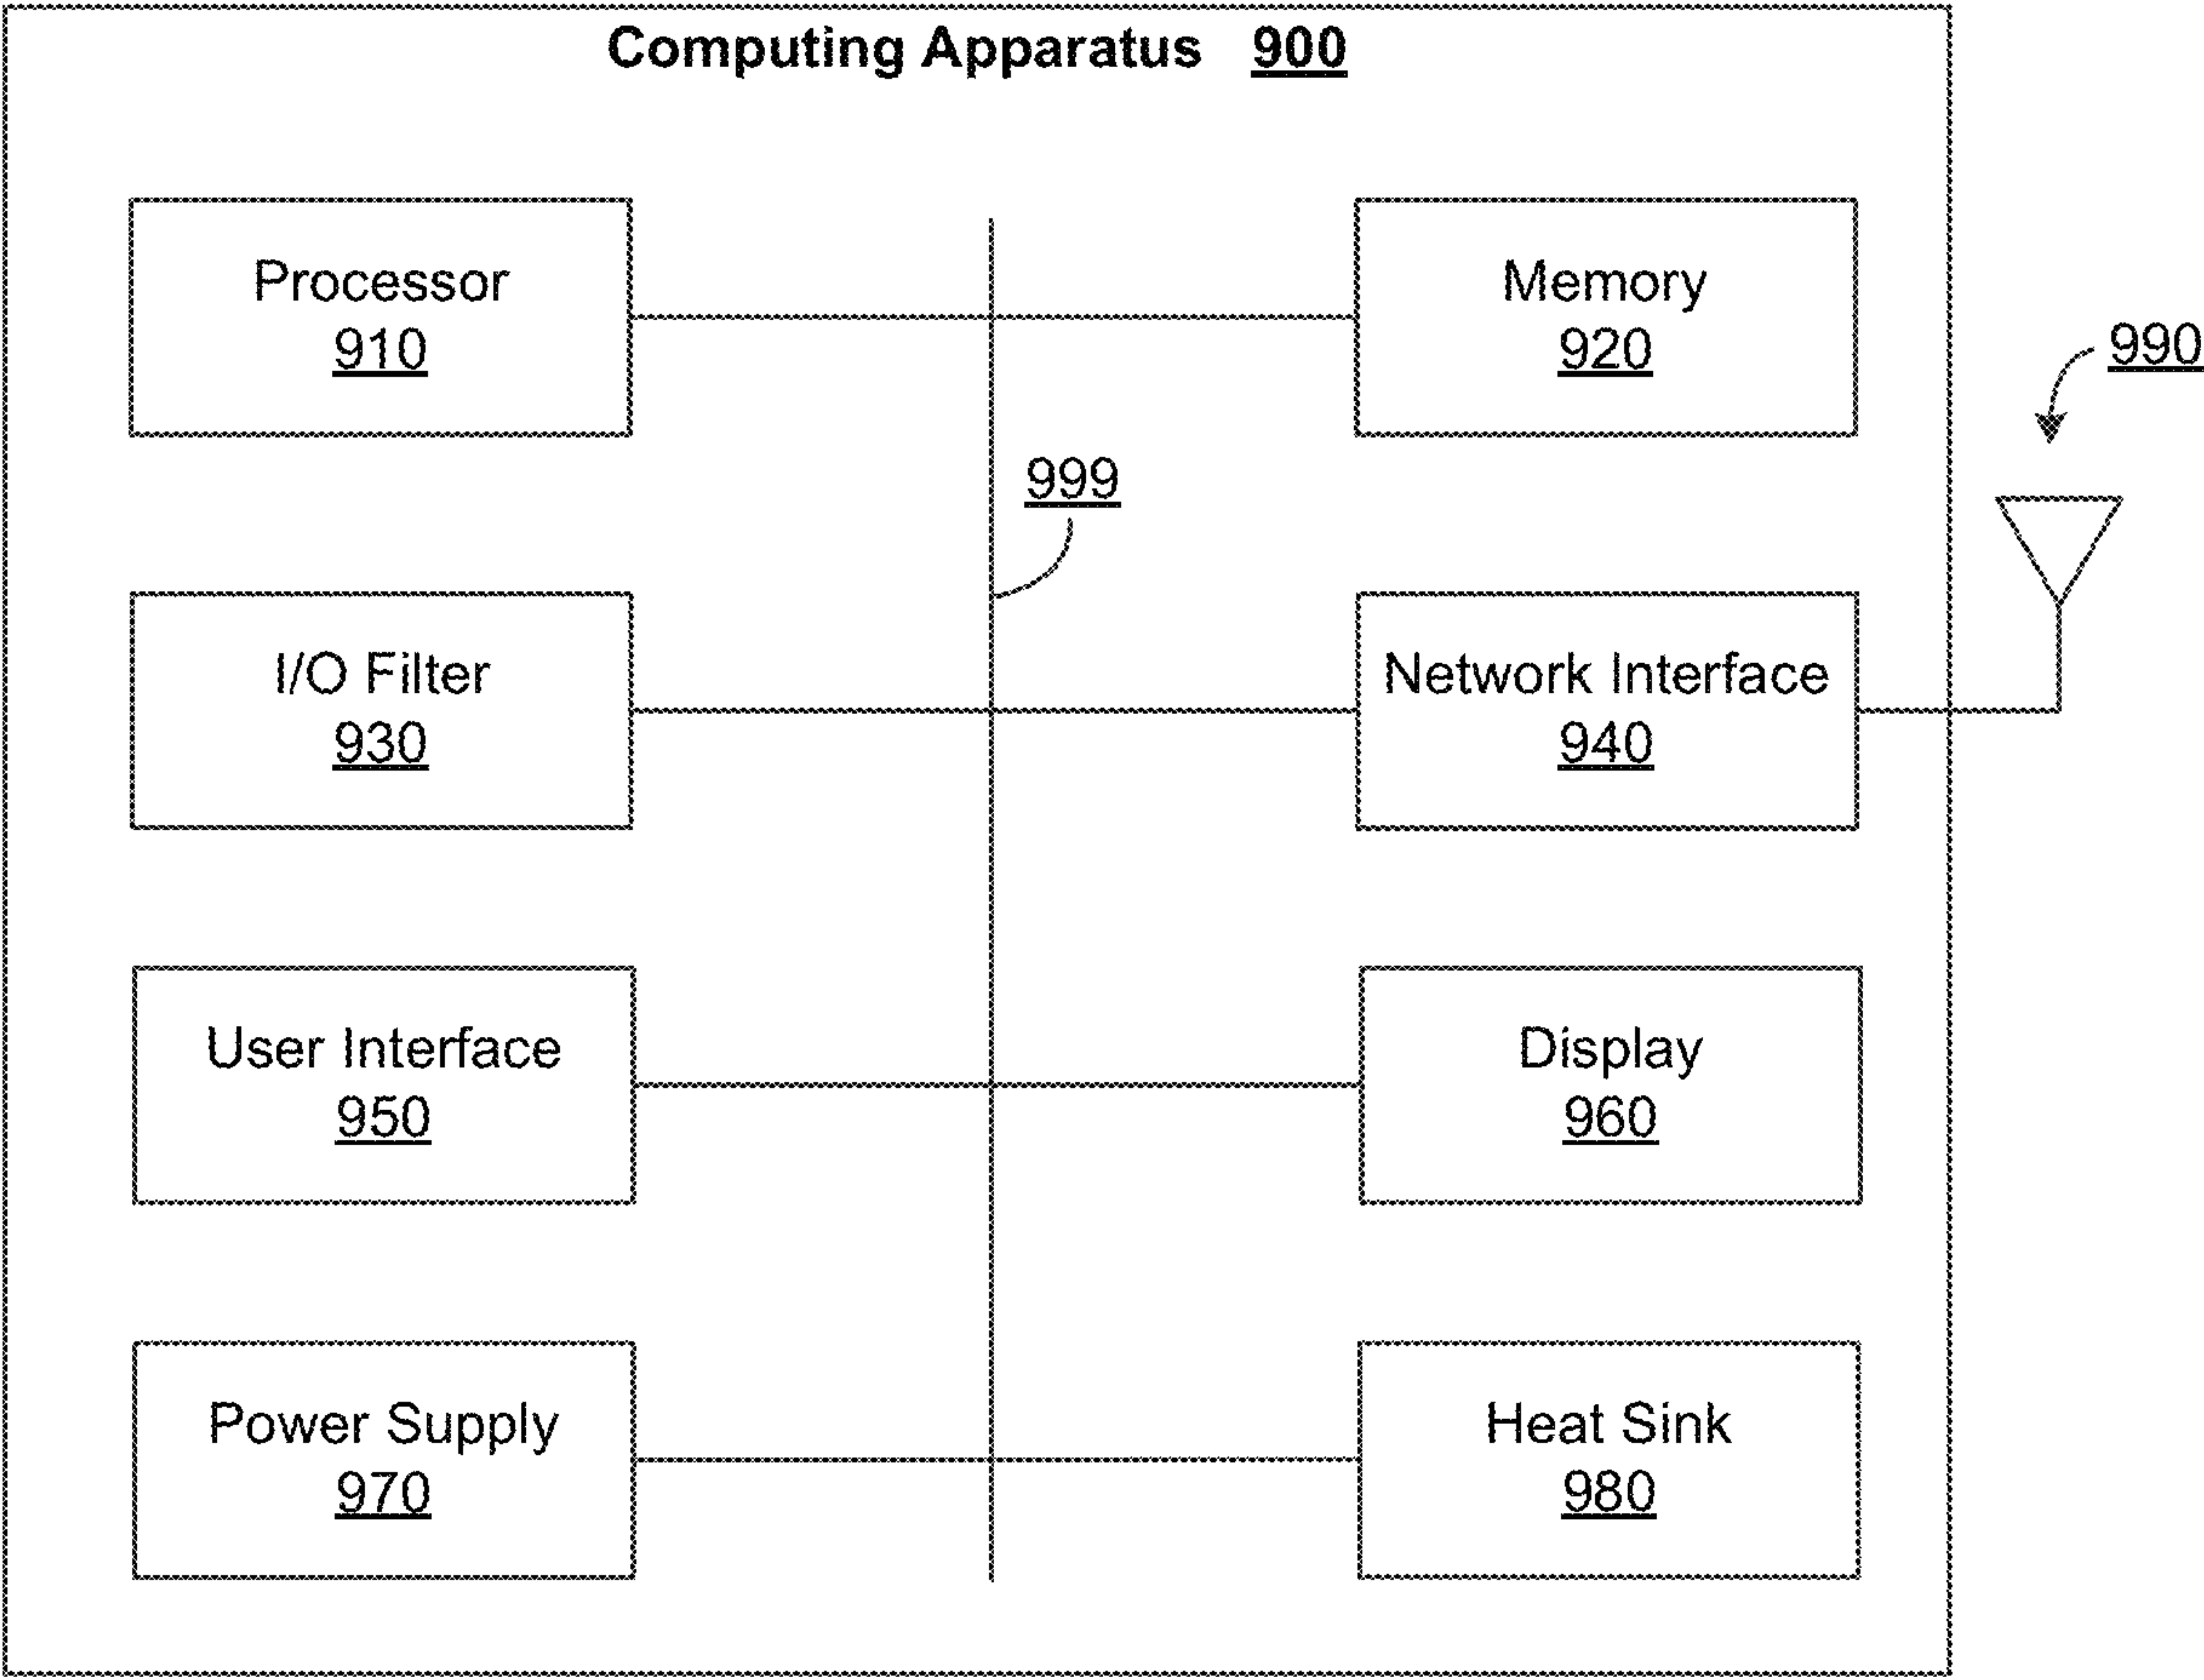 Computing Apparatus 900
Processor
910
Memory
920
990
999
I/O Filter
930
Network Interface
940
User Interface
950
Display
960
Power Supply
970
Heat Sink
980